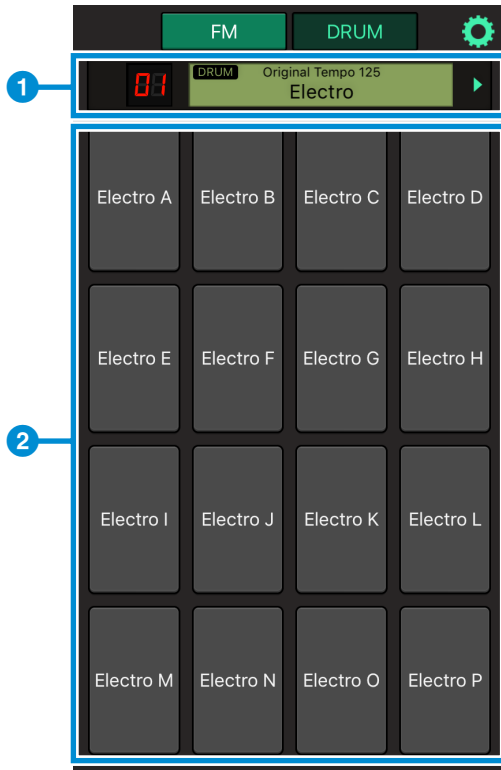 FM DRUM
1
01
DRUM Original Tempo 125
Electro
Electro A Electro B Electro C Electro D
2
Electro E Electro F Electro G Electro H
Electro I Electro J Electro K Electro L
Electro M Electro N Electro O Electro P